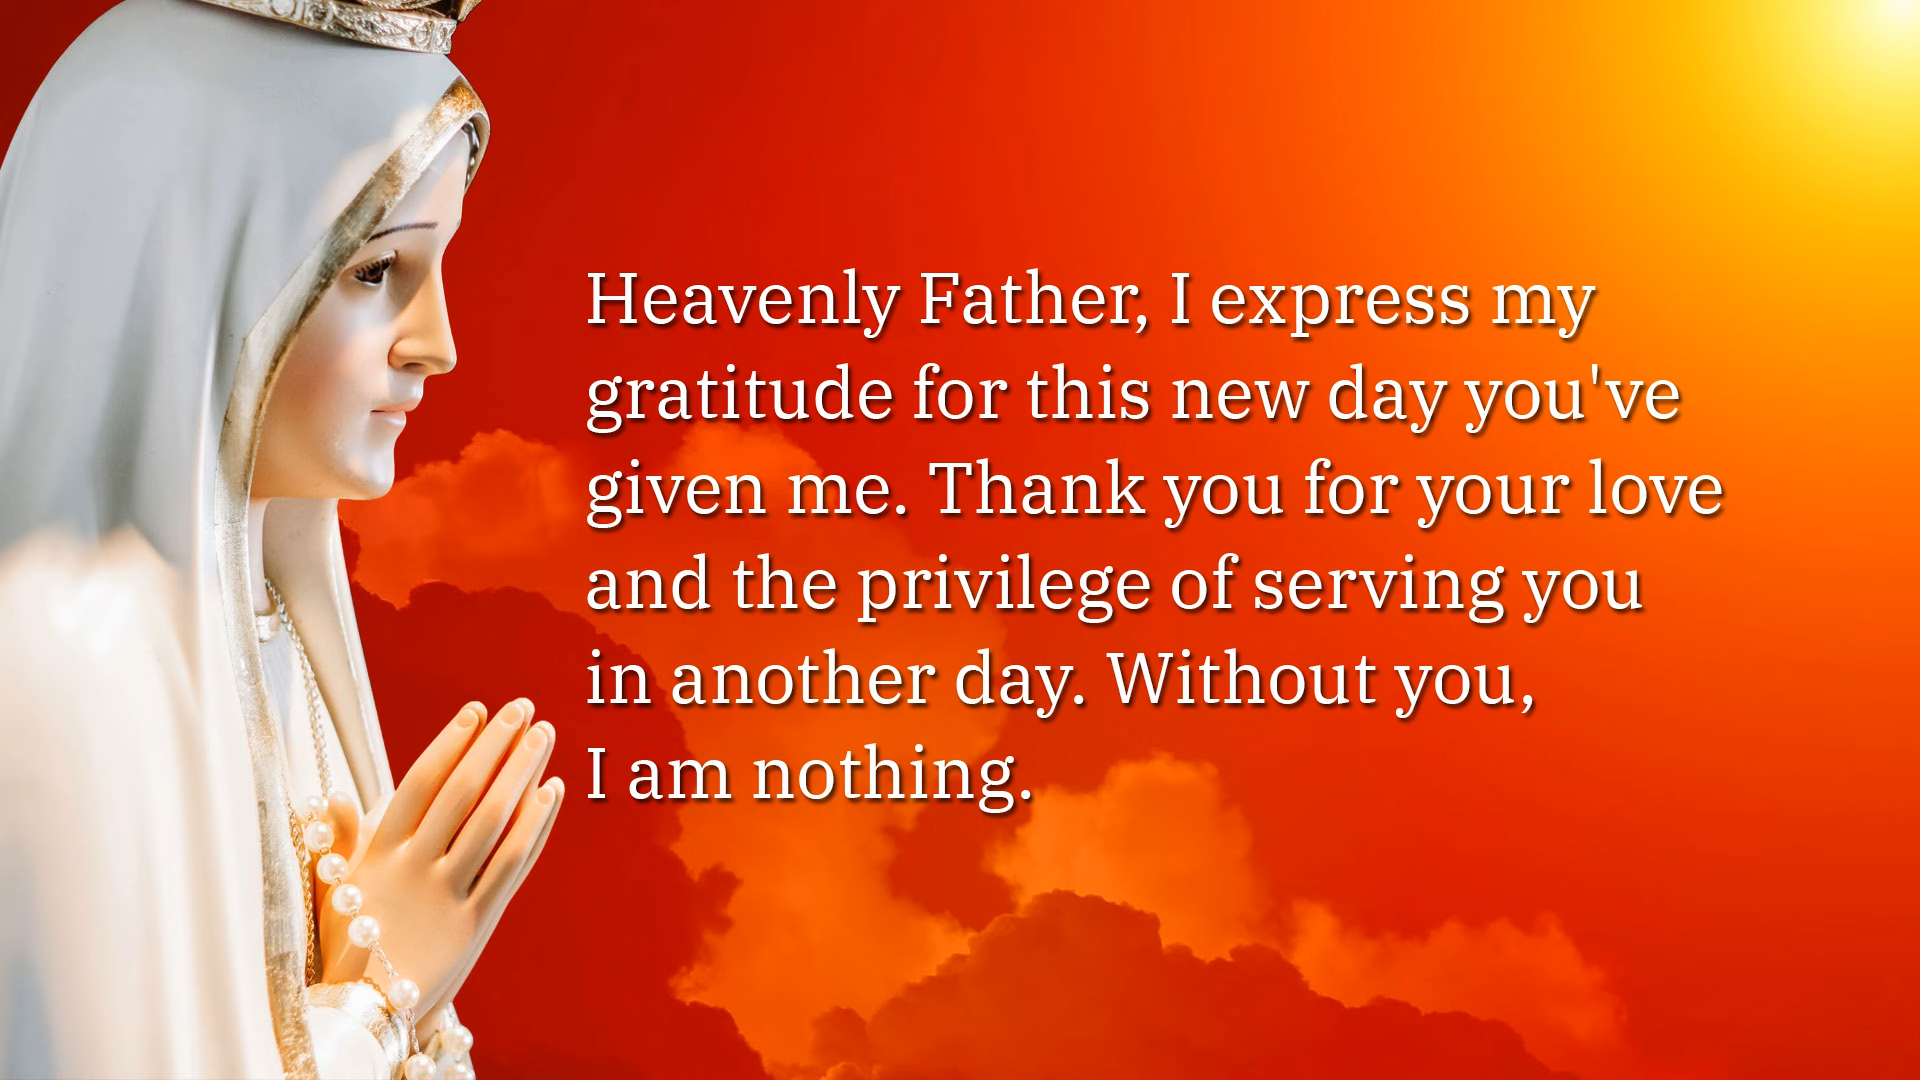 Heavenly Father, I express my
gratitude for this new day you've
given me. Thank you for your love
and the privilege of serving you
in another day. Without you,
I am nothing.